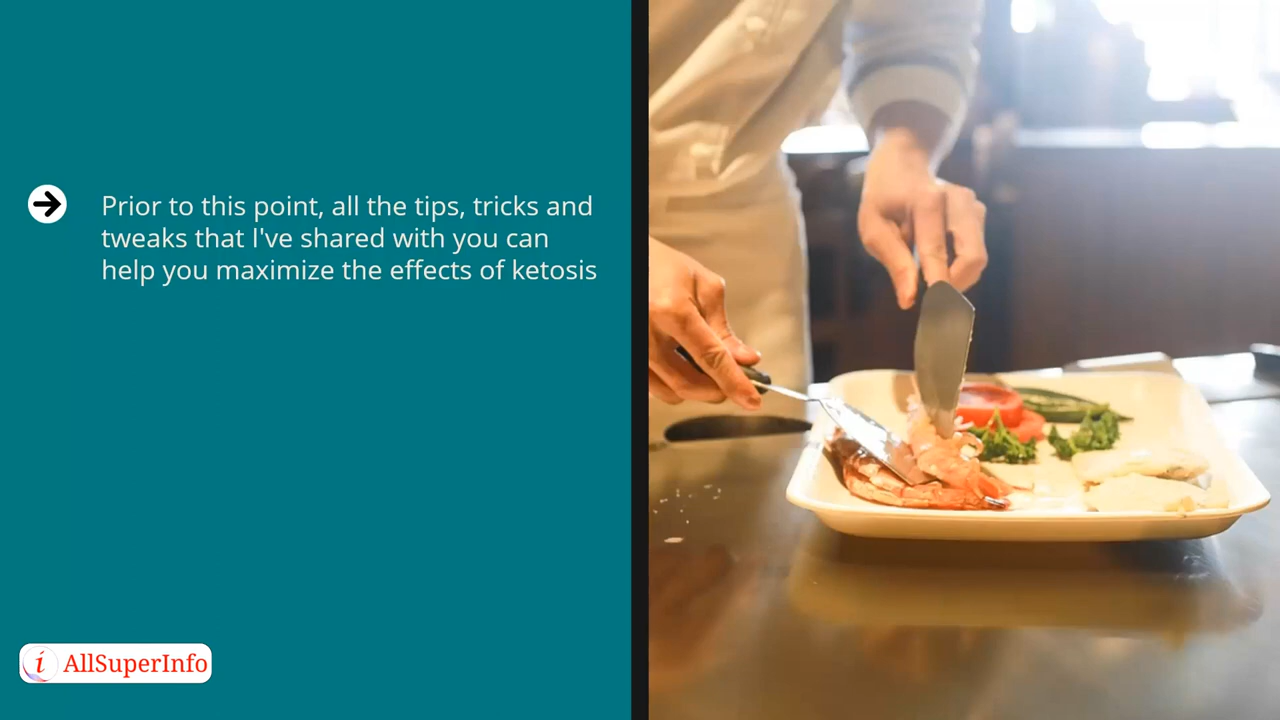 Prior to this point, all the tips, tricks and
tweaks that I've shared with you can
help you maximize the effects of ketosis
i AllSuperInfo